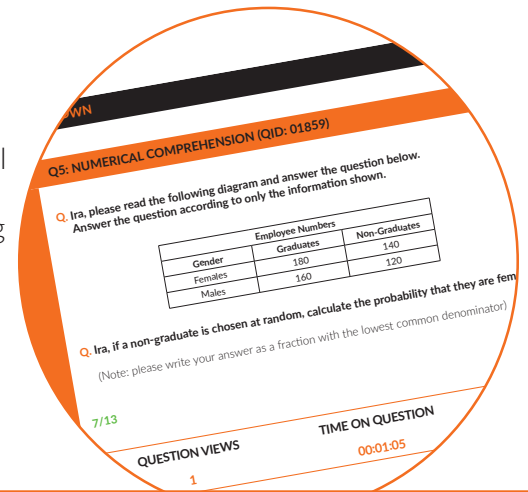 WN
Q5: NUMERICAL COMPREHENSION (QID: 01859)
Q. Ira, please read the following diagram and answer the question below.
Answer the question according to only the information shown.
Employee Numbers
Gender Graduates Non-Graduates
Females 180 140
Males 160 120
Q. Ira, if a non-graduate is chosen at random, calculate the probability that they are fem
(Note: please write your answer as a fraction with the lowest common denominator)
7/13
QUESTION VIEWS TIME ON QUESTION
1 00:01:05